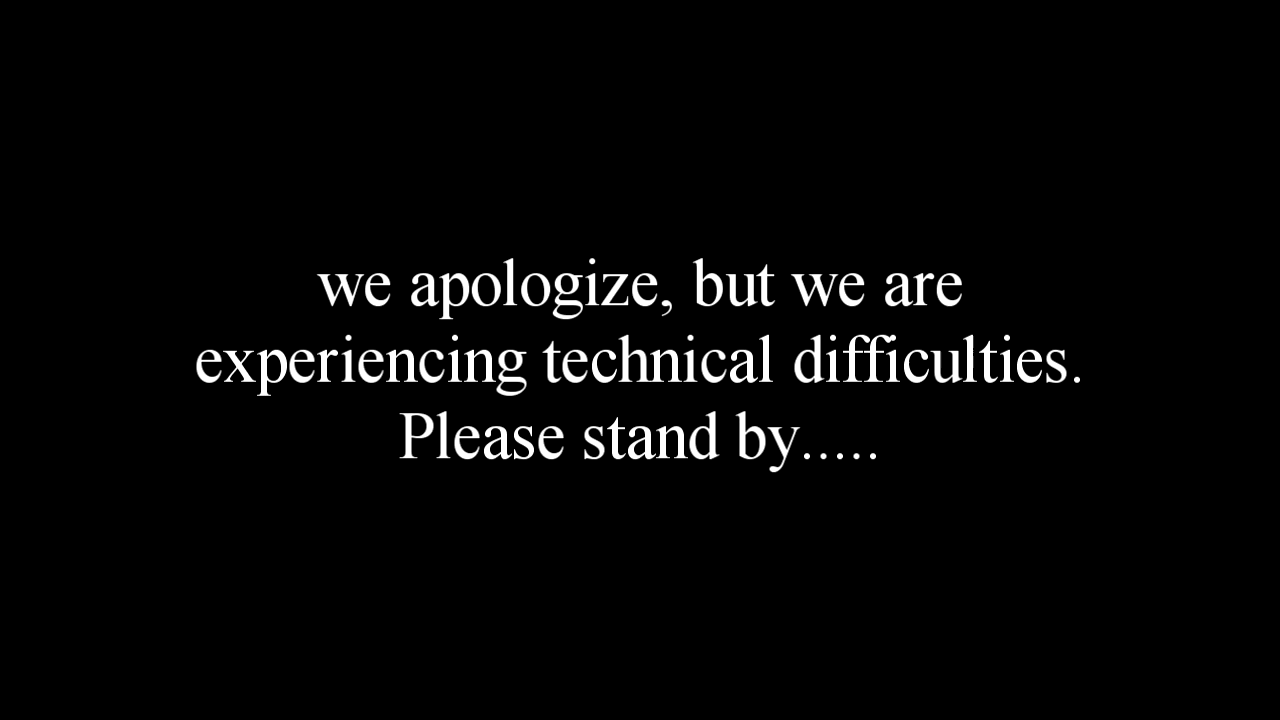 we apologize, but we are
experiencing technical difficulties.
Please stand by.....